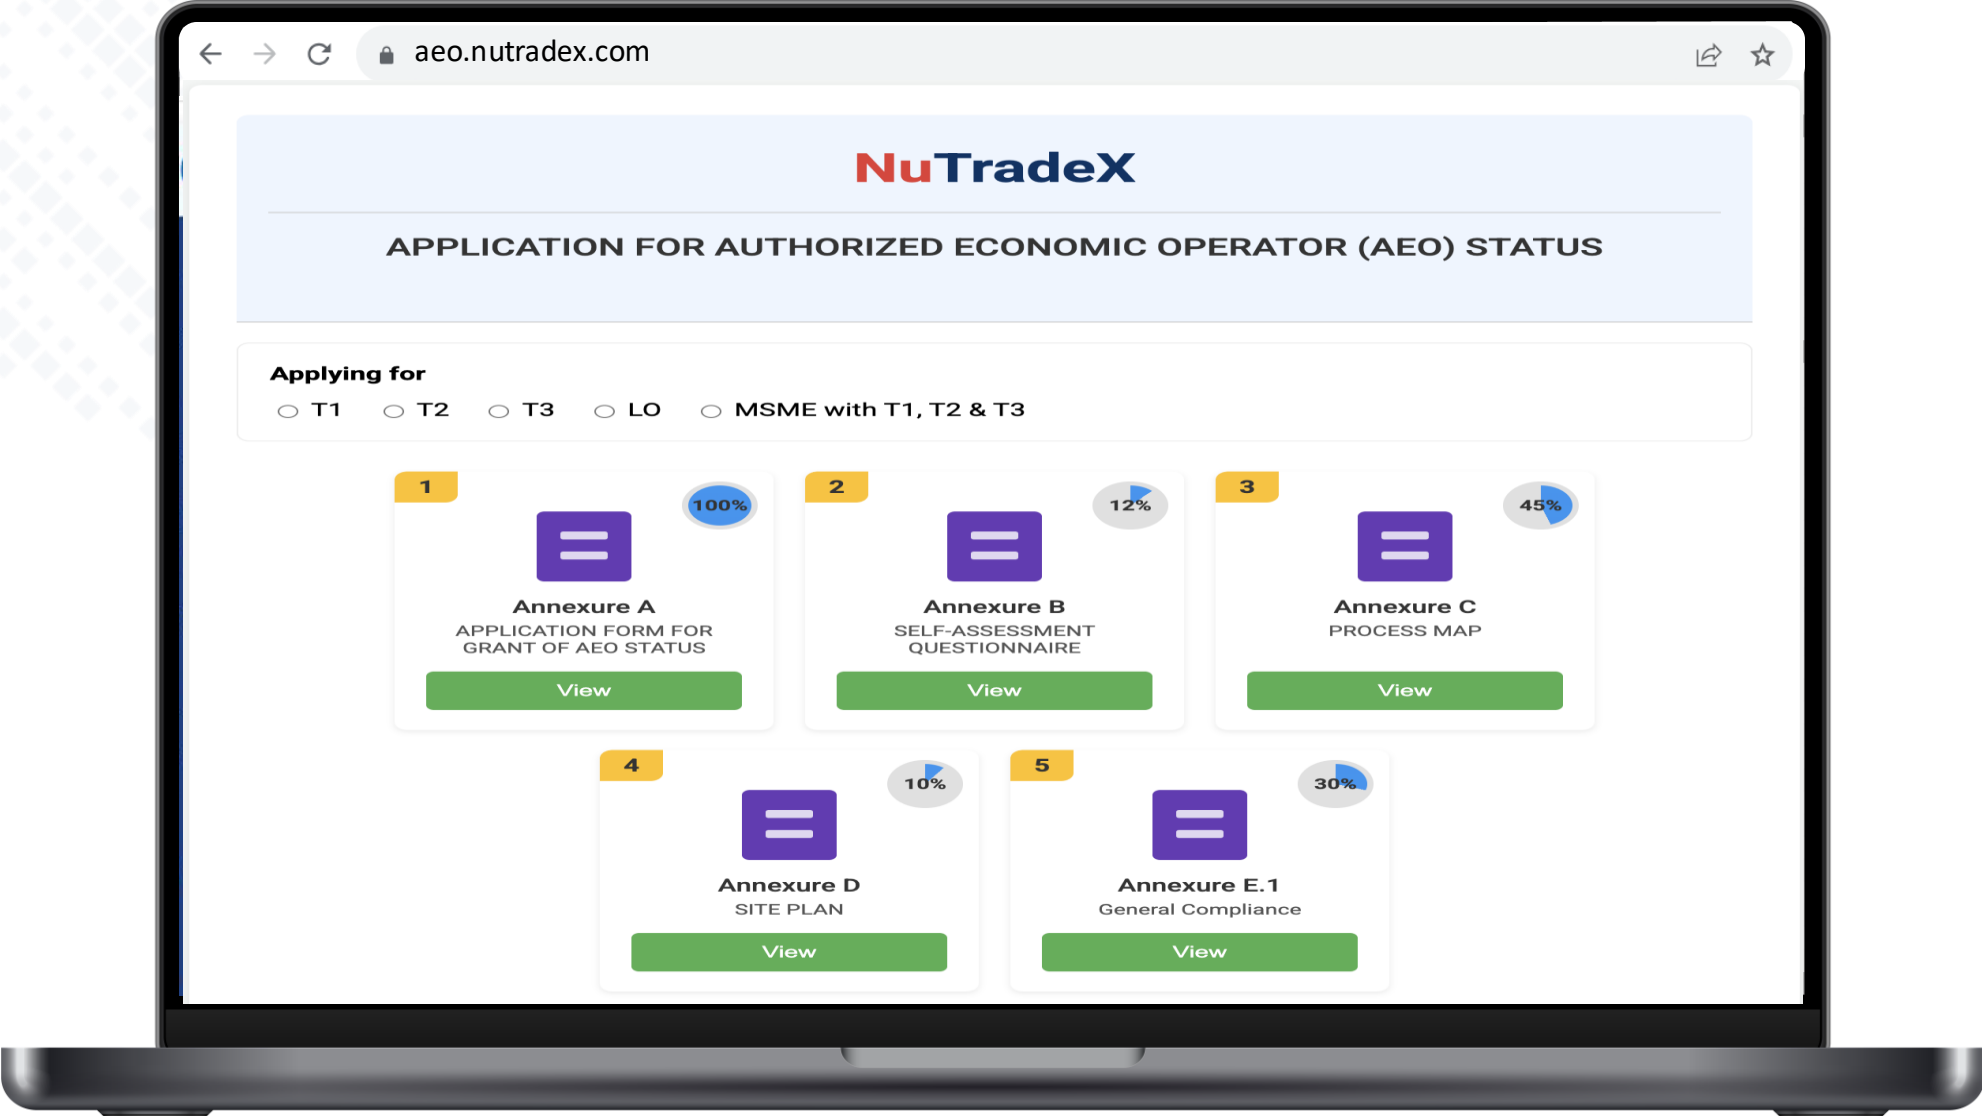 aeo.nutradex.com
NuTradeX
APPLICATION FOR AUTHORIZED ECONOMIC OPERATOR (AEO) STATUS
Applying for
T1 T2 T3 LO MSME with T1, T2 & T3
1
100%
Annexure A
APPLICATION FORM FOR
GRANT OF AEO STATUS
View
2
12%
Annexure B
SELF-ASSESSMENT
QUESTIONNAIRE
View
3
45%
Annexure C
PROCESS MAP
View
4
10%
Annexure D
SITE PLAN
View
5
30%
Annexure E.1
General Compliance
View